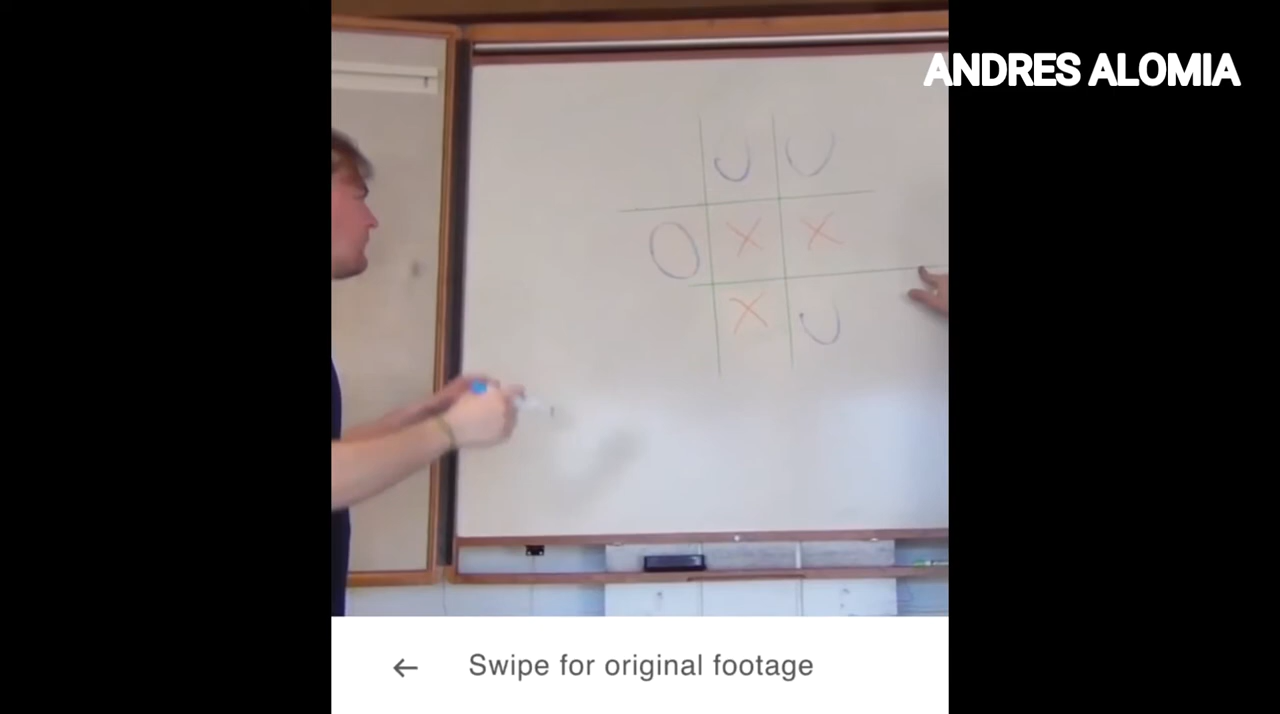 ANDRES ALOMIA
O
X X
X
← Swipe for original footage